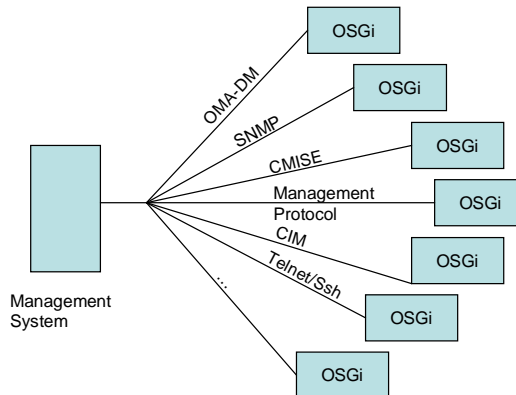 OSGi
OMA-DM
OSGi
SNMP
OSGi
CMISE
Management
Protocol
OSGi
CIM
OSGi
Telnet/Ssh
OSGi
...
OSGi
Management
System